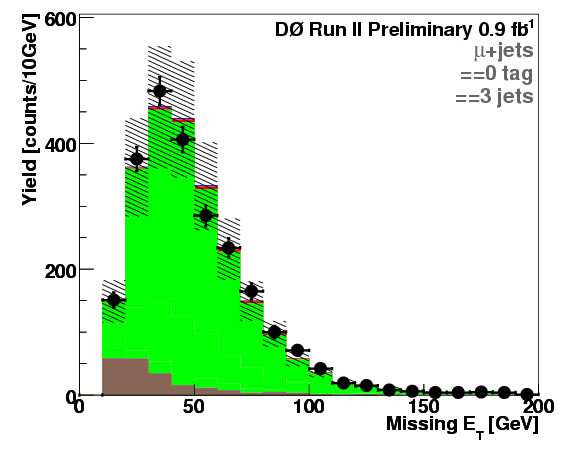 DØ Run II Preliminary 0.9 fb-1
μ+jets
==0 tag
==3 jets
Yield [counts/10GeV]
600
400
200
0
0 50 100 150 200
Missing ET [GeV]